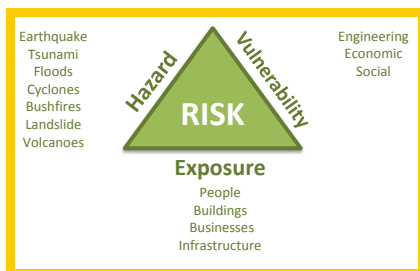 Earthquake
Tsunami
Floods
Cyclones
Bushfires
Landslide
Volcanoes
Hazard
RISK
Vulnerability
Engineering
Economic
Social
Exposure
People
Buildings
Businesses
Infrastructure